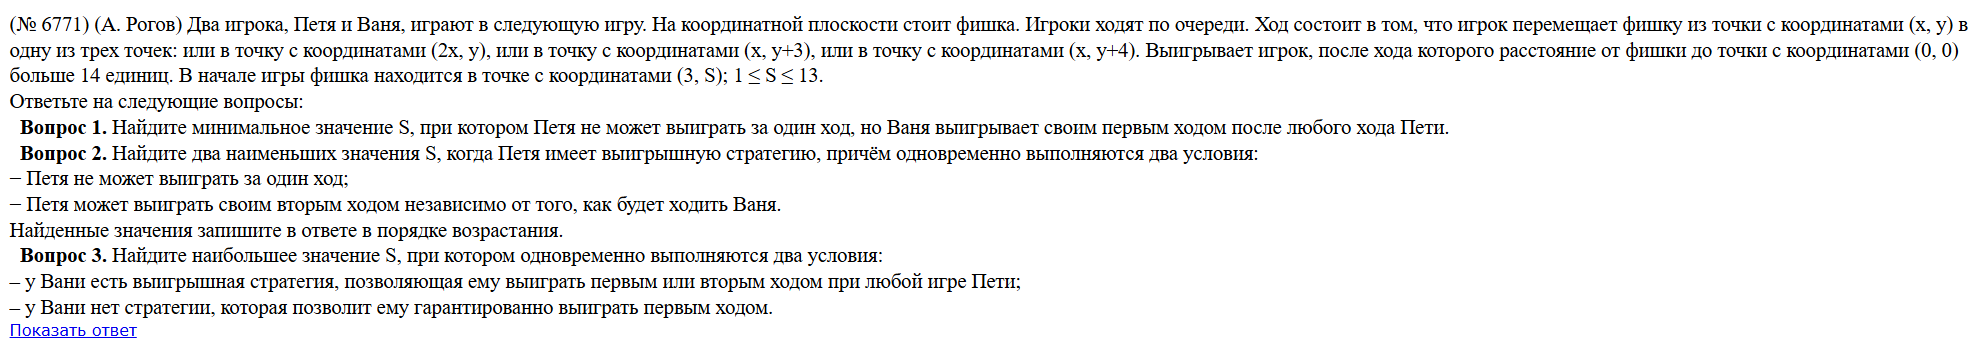 (№ 6771) (А. Рогов) Два игрока, Петя и Ваня, играют в следующую игру. На координатной плоскости стоит фишка. Игроки ходят по очереди. Ход состоит в том, что игрок перемещает фишку из точки с координатами (x, y) в
одну из трех точек: или в точку с координатами (2x, y), или в точку с координатами (x, y+3), или в точку с координатами (x, y+4). Выигрывает игрок, после хода которого расстояние от фишки до точки с координатами (0, 0)
больше 14 единиц. В начале игры фишка находится в точке с координатами (3, S); 1 ≤ S ≤ 13.
Ответьте на следующие вопросы:
Вопрос 1. Найдите минимальное значение S, при котором Петя не может выиграть за один ход, но Ваня выигрывает своим первым ходом после любого хода Пети.
Вопрос 2. Найдите два наименьших значения S, когда Петя имеет выигрышную стратегию, причём одновременно выполняются два условия:
− Петя не может выиграть за один ход;
− Петя может выиграть своим вторым ходом независимо от того, как будет ходить Ваня.
Найденные значения запишите в ответе в порядке возрастания.
Вопрос 3. Найдите наибольшее значение S, при котором одновременно выполняются два условия:
– у Вани есть выигрышная стратегия, позволяющая ему выиграть первым или вторым ходом при любой игре Пети;
– у Вани нет стратегии, которая позволит ему гарантированно выиграть первым ходом.
Показать ответ